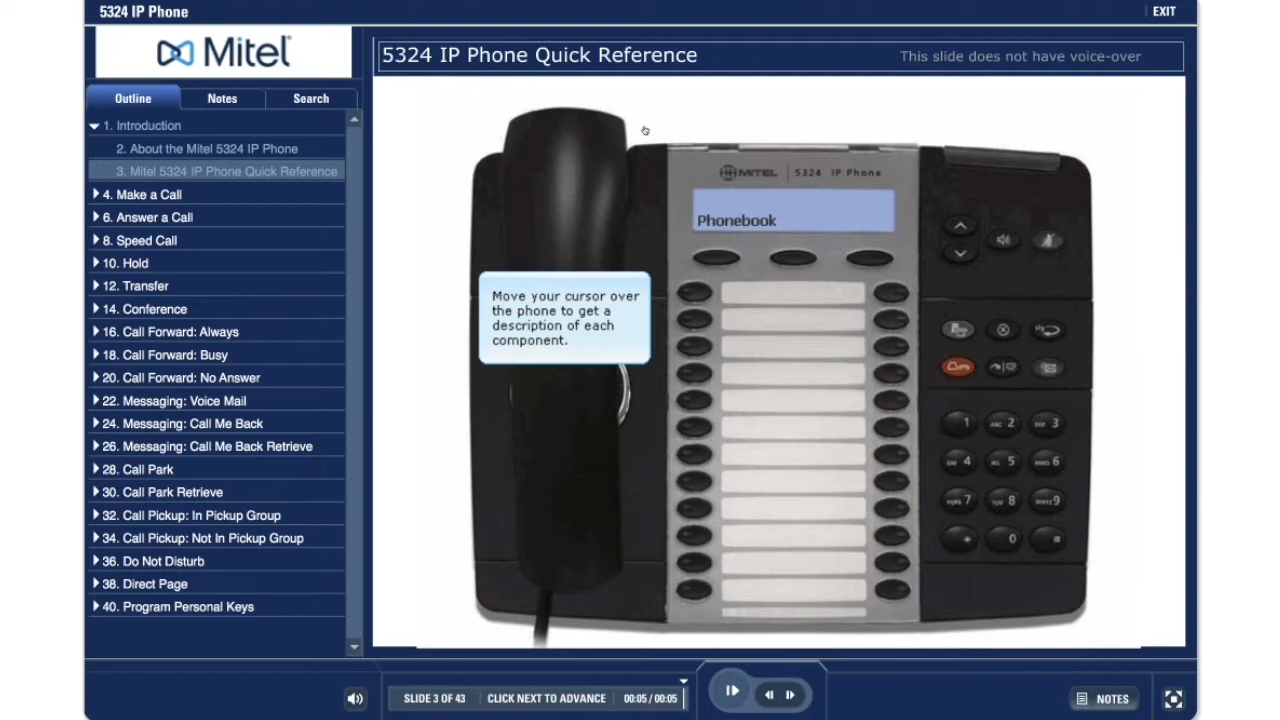 5324 IP Phone
EXIT
Mitel
5324 IP Phone Quick Reference
This slide does not have voice-over
Outline
Notes
Search
1. Introduction
2. About the Mitel 5324 IP Phone
3. Mitel 5324 IP Phone Quick Reference
4. Make a Call
6. Answer a Call
8. Speed Call
10. Hold
12. Transfer
14. Conference
16. Call Forward: Always
18. Call Forward: Busy
20. Call Forward: No Answer
22. Messaging: Voice Mail
24. Messaging: Call Me Back
26. Messaging: Call Me Back Retrieve
28. Call Park
30. Call Park Retrieve
32. Call Pickup: In Pickup Group
34. Call Pickup: Not In Pickup Group
36. Do Not Disturb
38. Direct Page
40. Program Personal Keys
MITEL | 5324 IP Phone
Phonebook
Move your cursor over
the phone to get a
description of each
component.
1 ABC 2 DEF 3
GHI 4 JKL 5 MNO 6
PQRS 7 TUV 8 WXYZ 9
* 0 #
SLIDE 3 OF 43
CLICK NEXT TO ADVANCE
00:05 / 00:05
NOTES